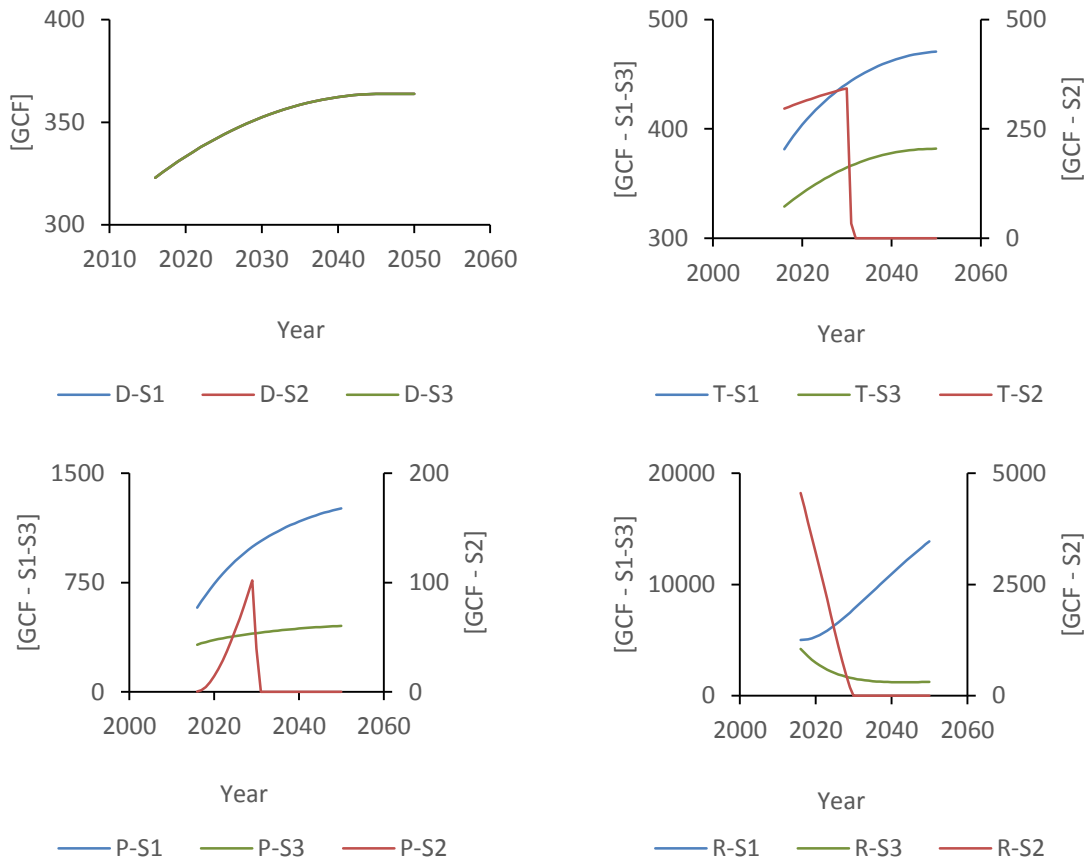 [GCF]
400
350
300
2010 2020 2030 2040 2050 2060
Year
D-S1 D-S2 D-S3
[GCF - S1-S3]
500
400
300
500
250
0
[GCF - S2]
2000 2020 2040 2060
Year
T-S1 T-S3 T-S2
[GCF - S1-S3]
1500
750
0
200
100
0
[GCF - S2]
2000 2020 2040 2060
Year
P-S1 P-S3 P-S2
[GCF - S1-S3]
20000
10000
0
5000
2500
0
[GCF - S2]
2000 2020 2040 2060
Year
R-S1 R-S3 R-S2